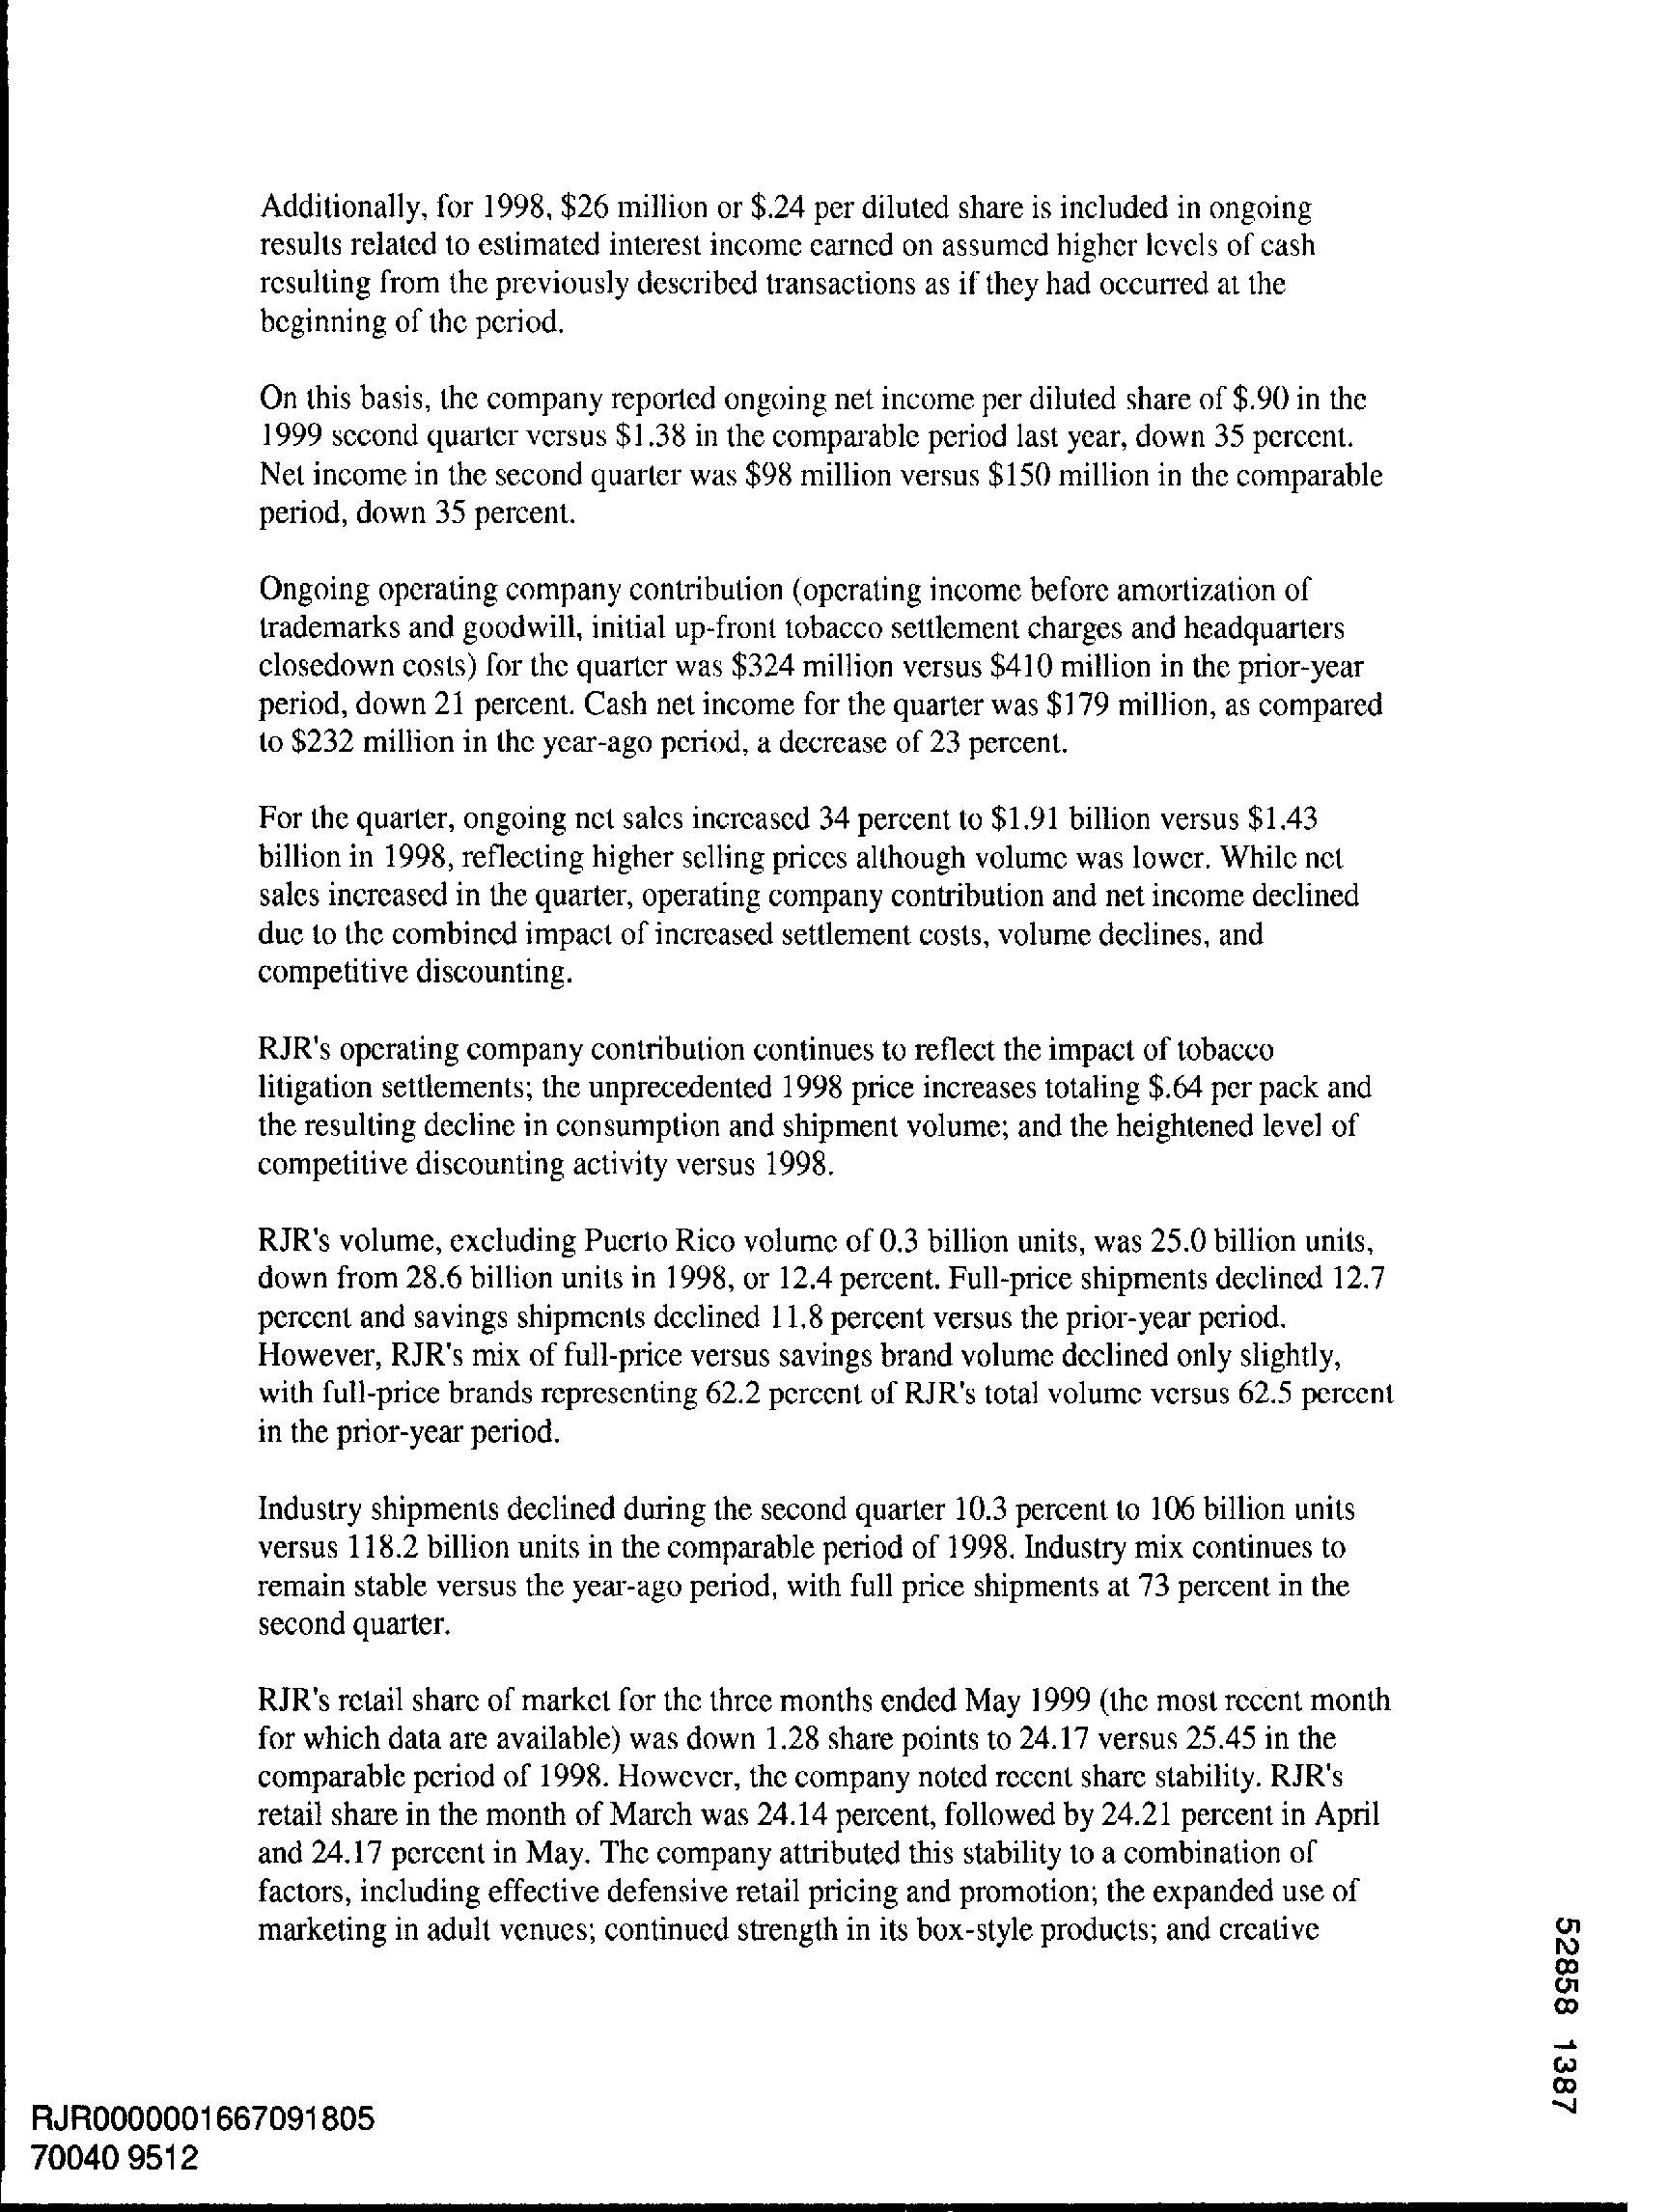 Additionally, for 1998, $26 million or $.24 per diluted share is included in ongoing
results related to estimated interest income earned on assumed higher levels of cash
resulting from the previously described transactions as if they had occurred at the
beginning of the period.
On this basis, the company reported ongoing net income per diluted share of $.90 in the
1999 second quarter versus $1.38 in the comparable period last year, down 35 percent.
Net income in the second quarter was $98 million versus $150 million in the comparable
period, down 35 percent.
Ongoing operating company contribution (operating income before amortization of
trademarks and goodwill, initial up-front tobacco settlement charges and headquarters
closedown costs) for the quarter was $324 million versus $410 million in the prior-year
period, down 21 percent. Cash net income for the quarter was $179 million, as compared
to $232 million in the year-ago period, a decrease of 23 percent.
For the quarter, ongoing net sales increased 34 percent to $1.91 billion versus $1.43
billion in 1998, reflecting higher selling prices although volume was lower. While net
sales increased in the quarter, operating company contribution and net income declined
due to the combined impact of increased settlement costs, volume declines, and
competitive discounting.
RJR's operating company contribution continues to reflect the impact of tobacco
litigation settlements; the unprecedented 1998 price increases totaling $.64 per pack and
the resulting decline in consumption and shipment volume; and the heightened level of
competitive discounting activity versus 1998.
RJR's volume, excluding Puerto Rico volume of 0.3 billion units, was 25.0 billion units,
down from 28.6 billion units in 1998, or 12.4 percent. Full-price shipments declined 12.7
percent and savings shipments declined 11.8 percent versus the prior-year period.
However, RJR's mix of full-price versus savings brand volume declined only slightly,
with full-price brands representing 62.2 percent of RJR's total volume versus 62.5 percent
in the prior-year period.
Industry shipments declined during the second quarter 10.3 percent to 106 billion units
versus 118.2 billion units in the comparable period of 1998. Industry mix continues to
remain stable versus the year-ago period, with full price shipments at 73 percent in the
second quarter.
RJR's retail share of market for the three months ended May 1999 (the most recent month
for which data are available) was down 1.28 share points to 24.17 versus 25.45 in the
comparable period of 1998. However, the company noted recent share stability. RJR's
retail share in the month of March was 24.14 percent, followed by 24.21 percent in April
and 24.17 percent in May. The company attributed this stability to a combination of
factors, including effective defensive retail pricing and promotion; the expanded use of
marketing in adult venues; continued strength in its box-style products; and creative
52858 1387
RJR0000001667091805
70040 9512